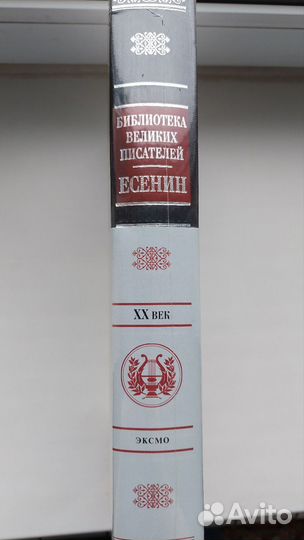 БИБЛИОТЕКА
ВЕЛИКИХ
ПИСАТЕЛЕЙ
ЕСЕНИН
XX ВЕК
ЭКСМО
Avito